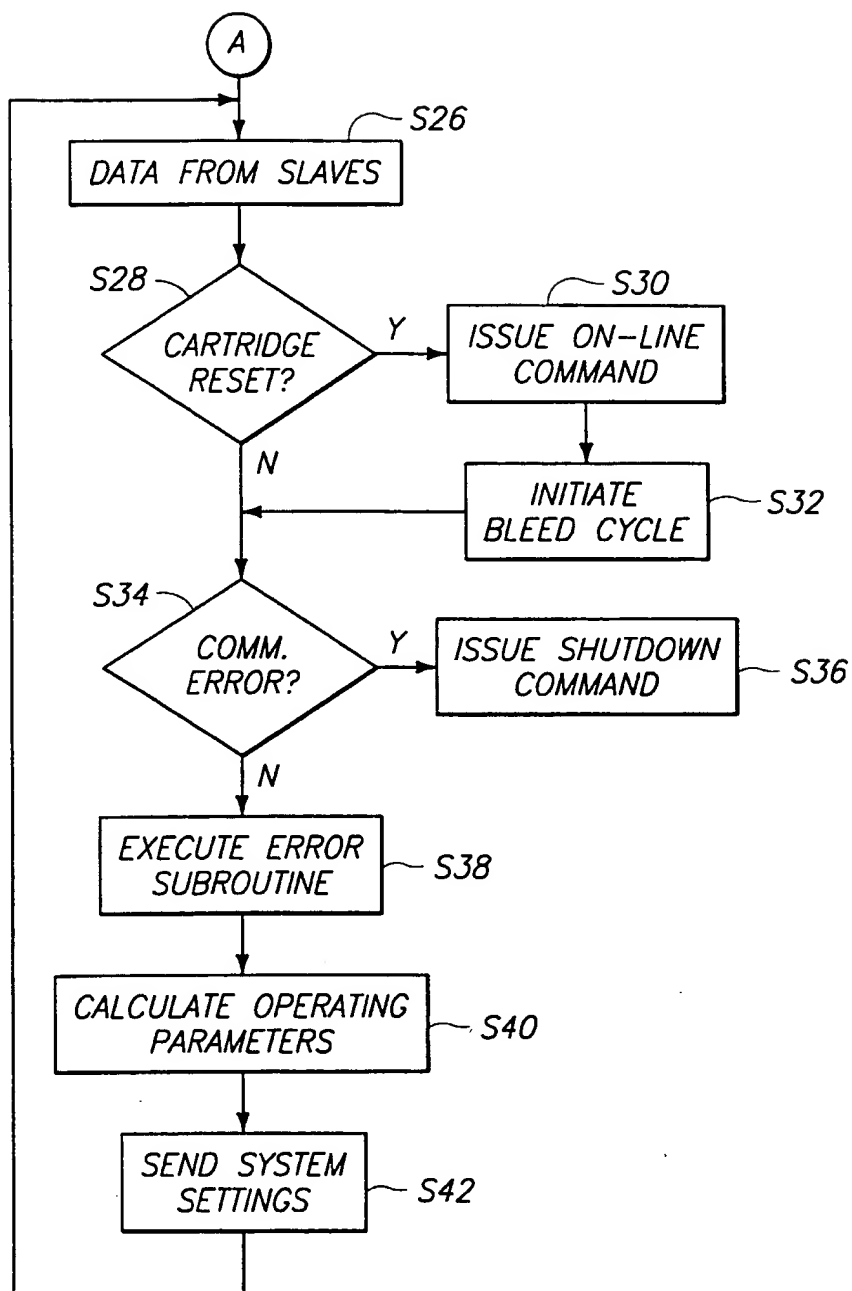 A
S26
DATA FROM SLAVES
S28
CARTRIDGE
RESET?
Y
S30
ISSUE ON-LINE
COMMAND
N
INITIATE
BLEED CYCLE
S32
S34
COMM.
ERROR?
Y
ISSUE SHUTDOWN
COMMAND
S36
N
EXECUTE ERROR
SUBROUTINE
S38
CALCULATE OPERATING
PARAMETERS
S40
SEND SYSTEM
SETTINGS
S42